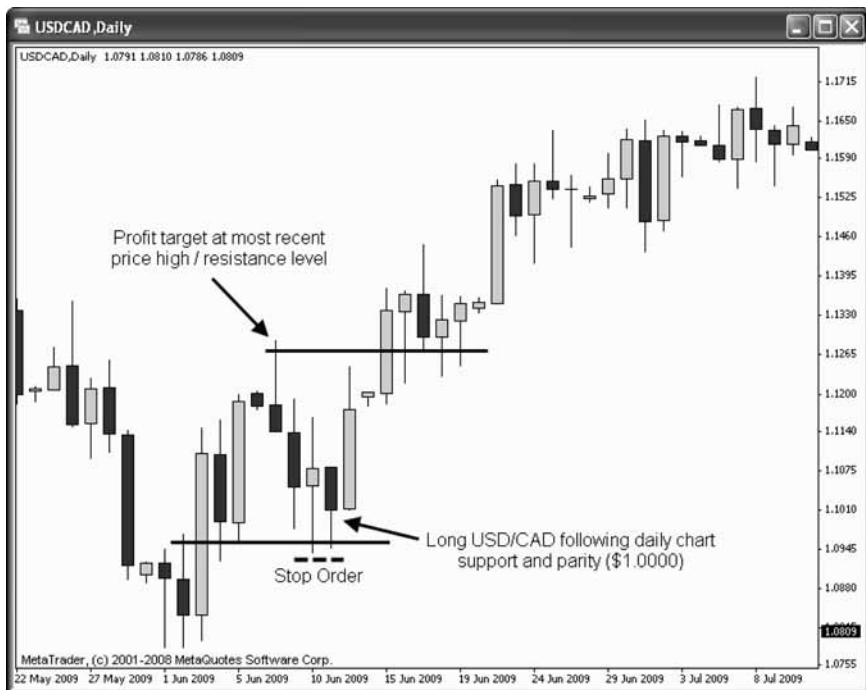 USDCAD,Daily
USDCAD,Daily 1.0791 1.0810 1.0786 1.0809
1.1715
1.1650
1.1590
1.1525
1.1460
Profit target at most recent
price high / resistance level
1.1395
1.1330
1.1265
1.1200
1.1140
1.1075
1.1010
Long USD/CAD following daily chart
support and parity ($1.0000)
1.0945
Stop Order
1.0880
1.0809
1.0755
MetaTrader, (c) 2001-2008 MetaQuotes Software Corp.
22 May 2009 27 May 2009 1 Jun 2009 5 Jun 2009 10 Jun 2009 15 Jun 2009 19 Jun 2009 24 Jun 2009 29 Jun 2009 3 Jul 2009 8 Jul 2009